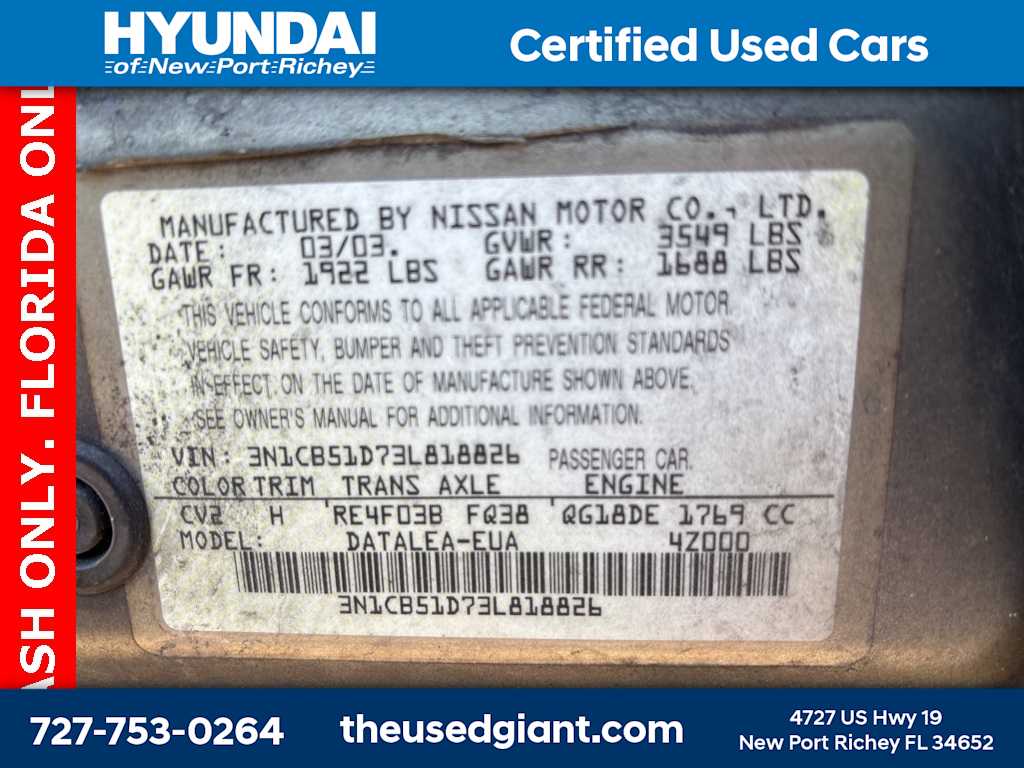 HYUNDAI
of New Port Richey
Certified Used Cars
ASH ONLY. FLORIDA ONL
MANUFACTURED BY NISSAN MOTOR CO., LTD.
DATE: 03/03. GVWR: 3549 LBS
GAWR FR: 1922 LBS GAWR RR: 1688 LBS
THIS VEHICLE CONFORMS TO ALL APPLICABLE FEDERAL MOTOR
VEHICLE SAFETY, BUMPER AND THEFT PREVENTION STANDARDS
IN EFFECT ON THE DATE OF MANUFACTURE SHOWN ABOVE.
SEE OWNER'S MANUAL FOR ADDITIONAL INFORMATION.
VIN: 3N1CB51D73L818826 PASSENGER CAR.
COLOR TRIM TRANS AXLE ENGINE
CV2 H RE4F03B FQ38 QG18DE 1769 CC
MODEL: DATALEA-EUA 4Z000
3N1CB51D73L818826
727-753-0264
theusedgiant.com
4727 US Hwy 19
New Port Richey FL 34652